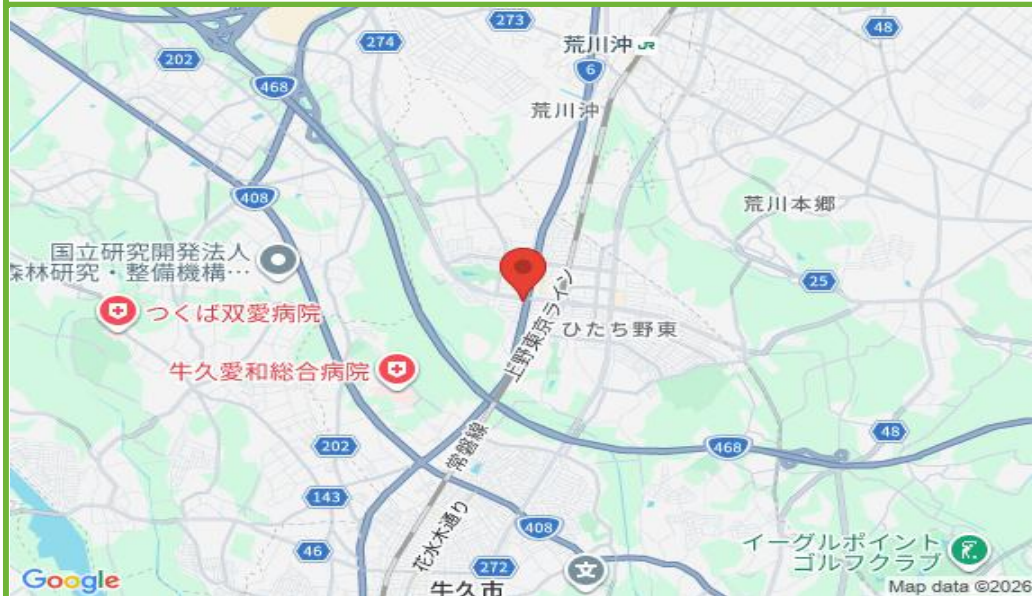 273
48
274
荒川沖 JR
202
6
468
荒川沖
408
荒川本郷
国立研究開発法人
森林研究・整備機構…
25
つくば双愛病院
上野東京ライン
ひたち野東
牛久愛和総合病院
202
常磐線
468
48
143
花水木通り
408
46
272
イーグルポイント
ゴルフクラブ
文
牛久市
Google
Map data ©2026